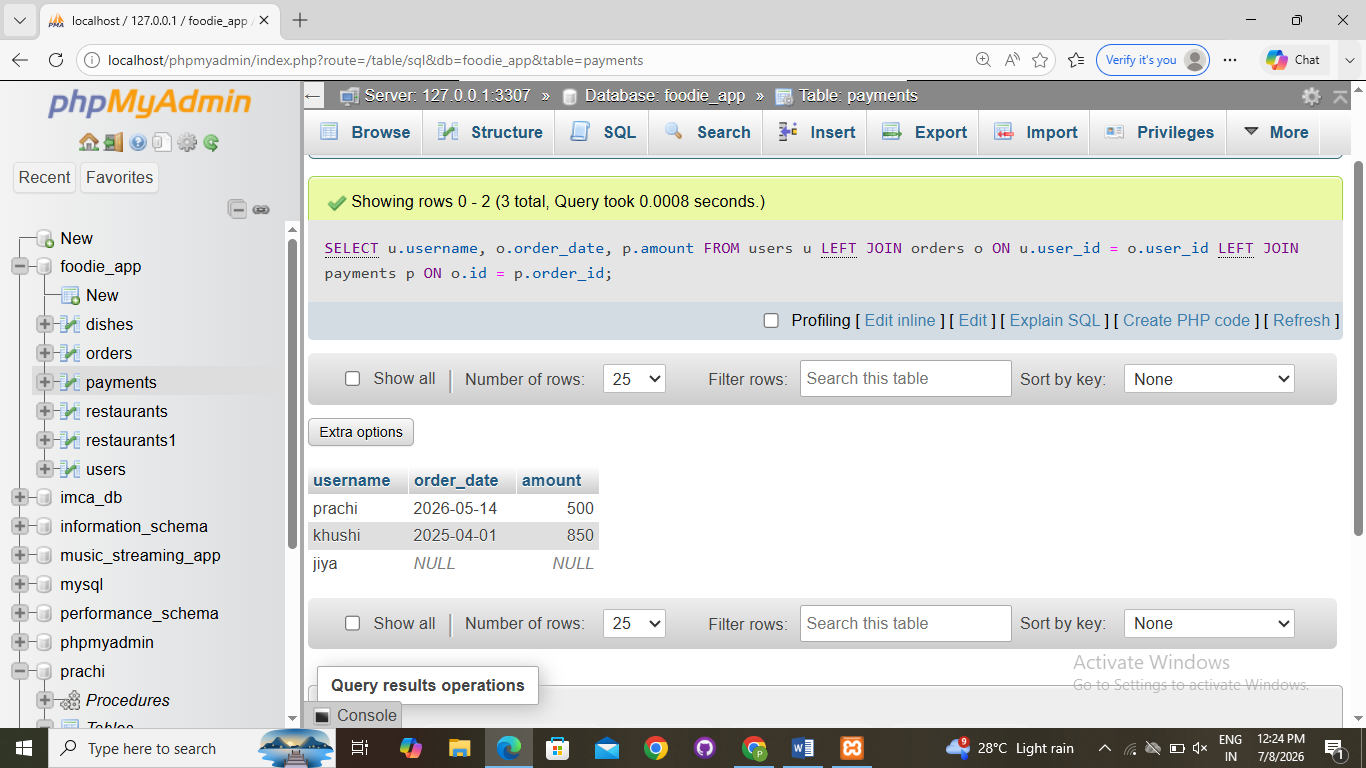 localhost / 127.0.0.1 / foodie_app
localhost/phpmyadmin/index.php?route=/table/sql&db=foodie_app&table=payments
Verify it's you
Chat
phpMyAdmin
Recent
Favorites
New
foodie_app
New
dishes
orders
payments
restaurants
restaurants1
users
imca_db
information_schema
music_streaming_app
mysql
performance_schema
phpmyadmin
prachi
Procedures
Tables
Server: 127.0.0.1:3307 » Database: foodie_app » Table: payments
Browse Structure SQL Search Insert Export Import Privileges More
Showing rows 0 - 2 (3 total, Query took 0.0008 seconds.)
SELECT u.username, o.order_date, p.amount FROM users u LEFT JOIN orders o ON u.user_id = o.user_id LEFT JOIN
payments p ON o.id = p.order_id;
Profiling [ Edit inline ] [ Edit ] [ Explain SQL ] [ Create PHP code ] [ Refresh ]
Show all Number of rows: 25 Filter rows: Search this table Sort by key: None
Extra options
username order_date amount
prachi 2026-05-14 500
khushi 2025-04-01 850
jiya NULL NULL
Show all Number of rows: 25 Filter rows: Search this table Sort by key: None
Activate Windows
Go to Settings to activate Windows.
Query results operations
Console
Type here to search
9
28°C Light rain
ENG
IN
12:24 PM
7/8/2026
1